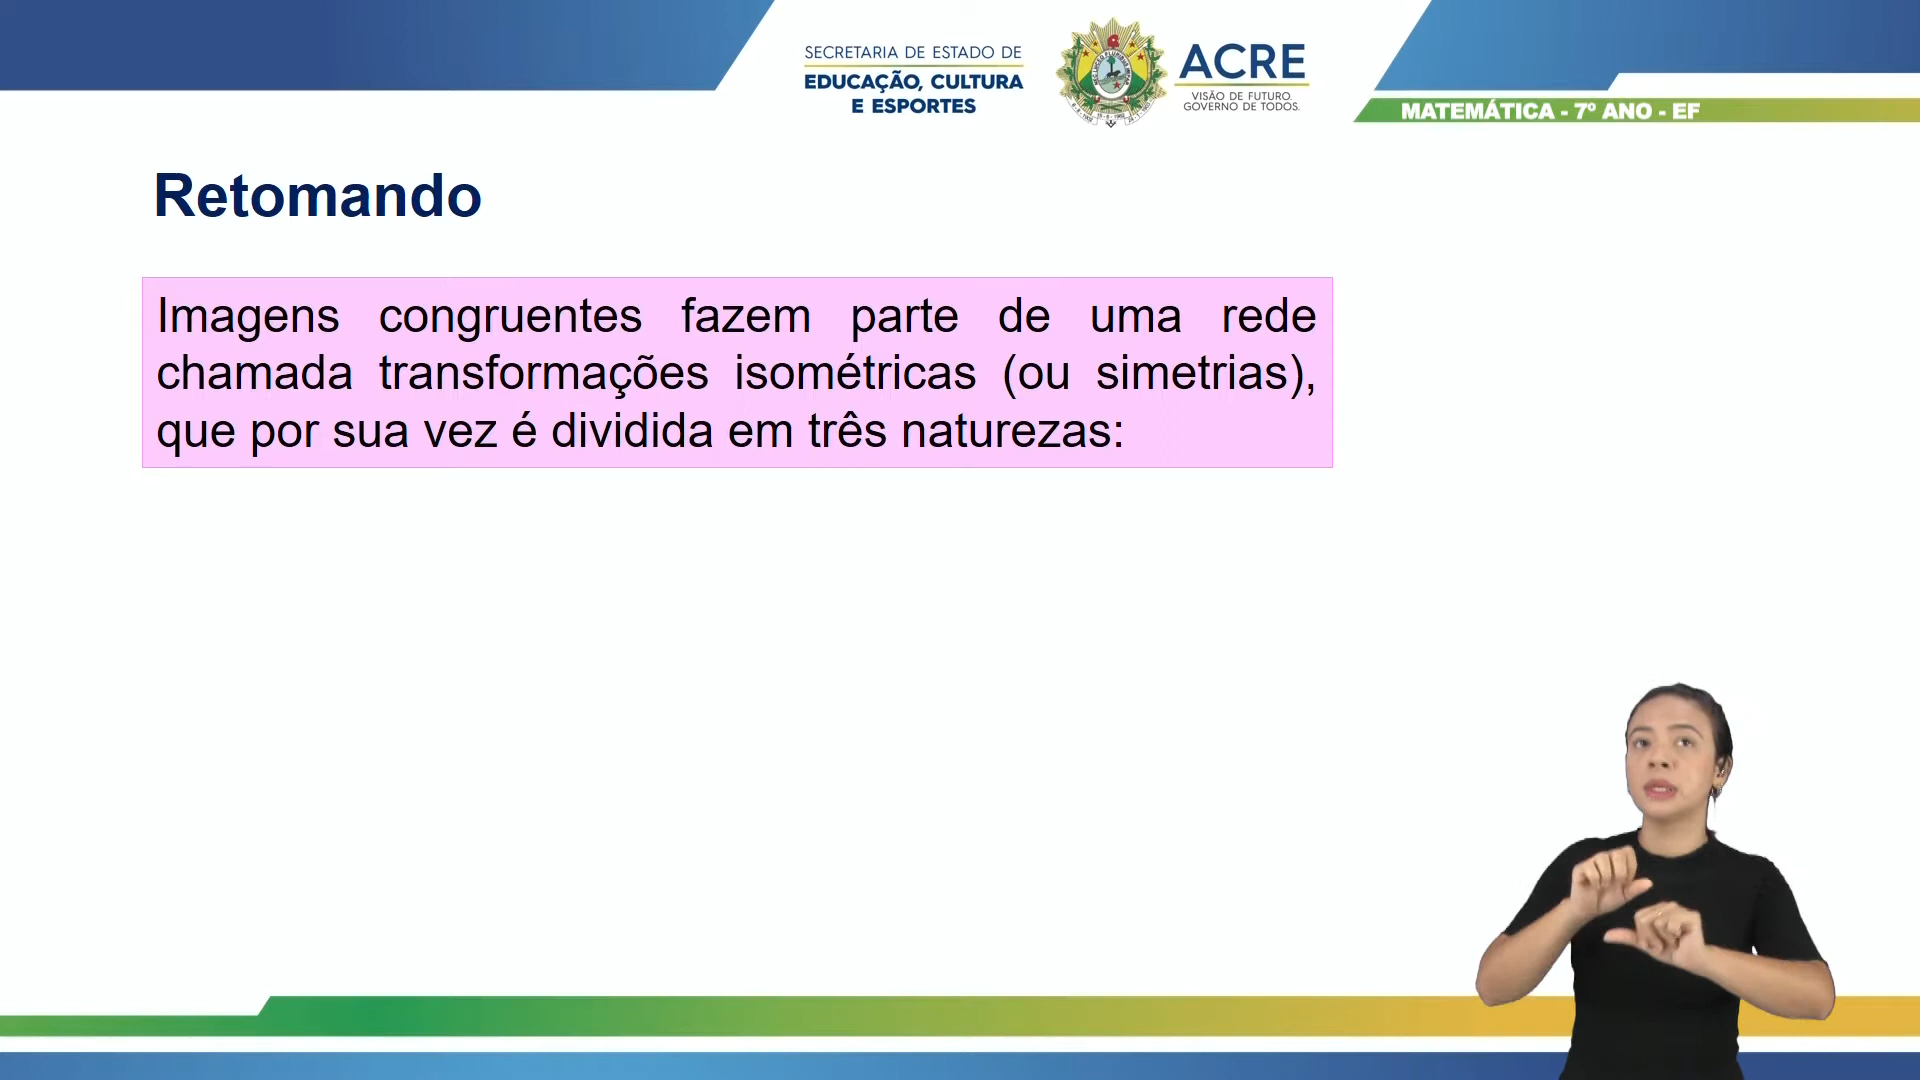 SECRETARIA DE ESTADO DE
EDUCAÇÃO, CULTURA
E ESPORTES
ACRE
VISÃO DE FUTURO.
GOVERNO DE TODOS.
MATEMÁTICA - 7º ANO - EF
Retomando
Imagens congruentes fazem parte de uma rede
chamada transformações isométricas (ou simetrias),
que por sua vez é dividida em três naturezas: